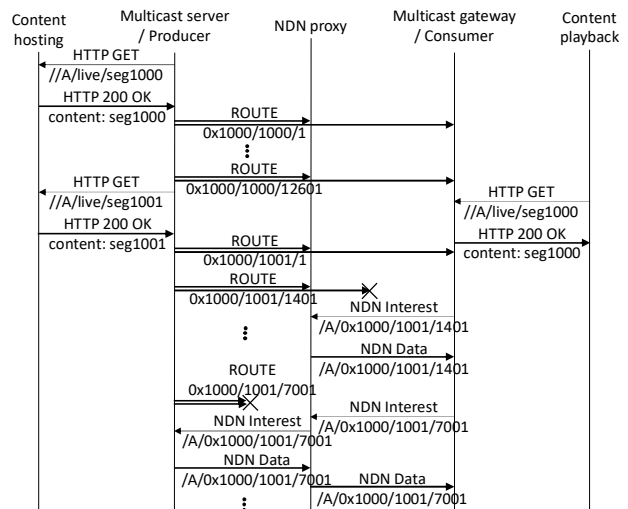 Content
hosting
Multicast server
/ Producer
NDN proxy
Multicast gateway
/ Consumer
Content
playback
HTTP GET
//A/live/seg1000
HTTP 200 OK
content: seg1000
ROUTE
0x1000/1000/1
ROUTE
0x1000/1000/12601
HTTP GET
//A/live/seg1001
HTTP GET
//A/live/seg1000
HTTP 200 OK
content: seg1001
HTTP 200 OK
content: seg1000
ROUTE
0x1000/1001/1
ROUTE
0x1000/1001/1401
NDN Interest
/A/0x1000/1001/1401
NDN Data
/A/0x1000/1001/1401
ROUTE
0x1000/1001/7001
NDN Interest
/A/0x1000/1001/7001
NDN Interest
/A/0x1000/1001/7001
NDN Data
/A/0x1000/1001/7001
NDN Data
/A/0x1000/1001/7001